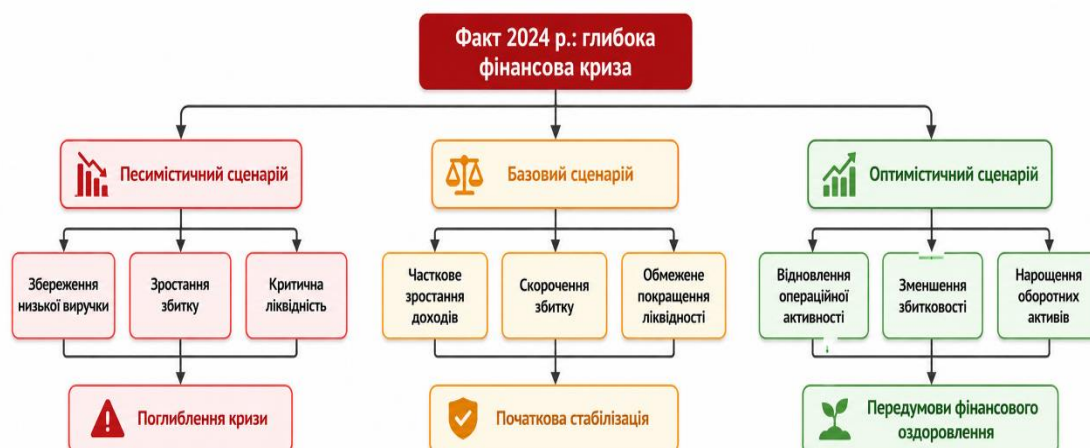 Факт 2024 р.: глибока
фінансова криза
Песимістичний сценарій
Базовий сценарій
Оптимістичний сценарій
Збереження
низької виручки
Зростання
збитку
Критична
ліквідність
Часткове
зростання
доходів
Скорочення
збитку
Обмежене
покращення
ліквідності
Відновлення
операційної
активності
Зменшення
збитковості
Нарощення
оборотних
активів
Поглиблення кризи
Початкова стабілізація
Передумови фінансового
оздоровлення